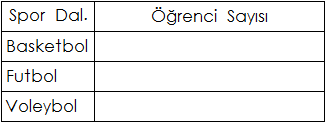 Spor Dal. Öğrenci Sayısı
Basketbol
Futbol
Voleybol